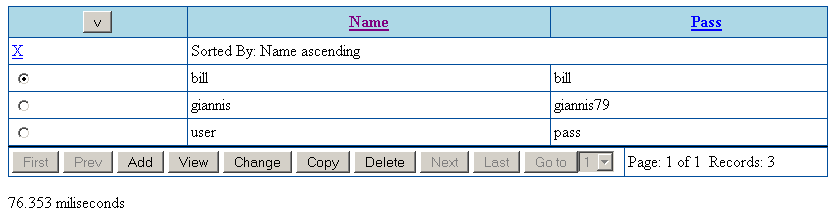 v Name Pass
X Sorted By: Name ascending
bill bill
giannis giannis79
user pass
First Prev Add View Change Copy Delete Next Last Go to 1 Page: 1 of 1 Records: 3
76.353 miliseconds